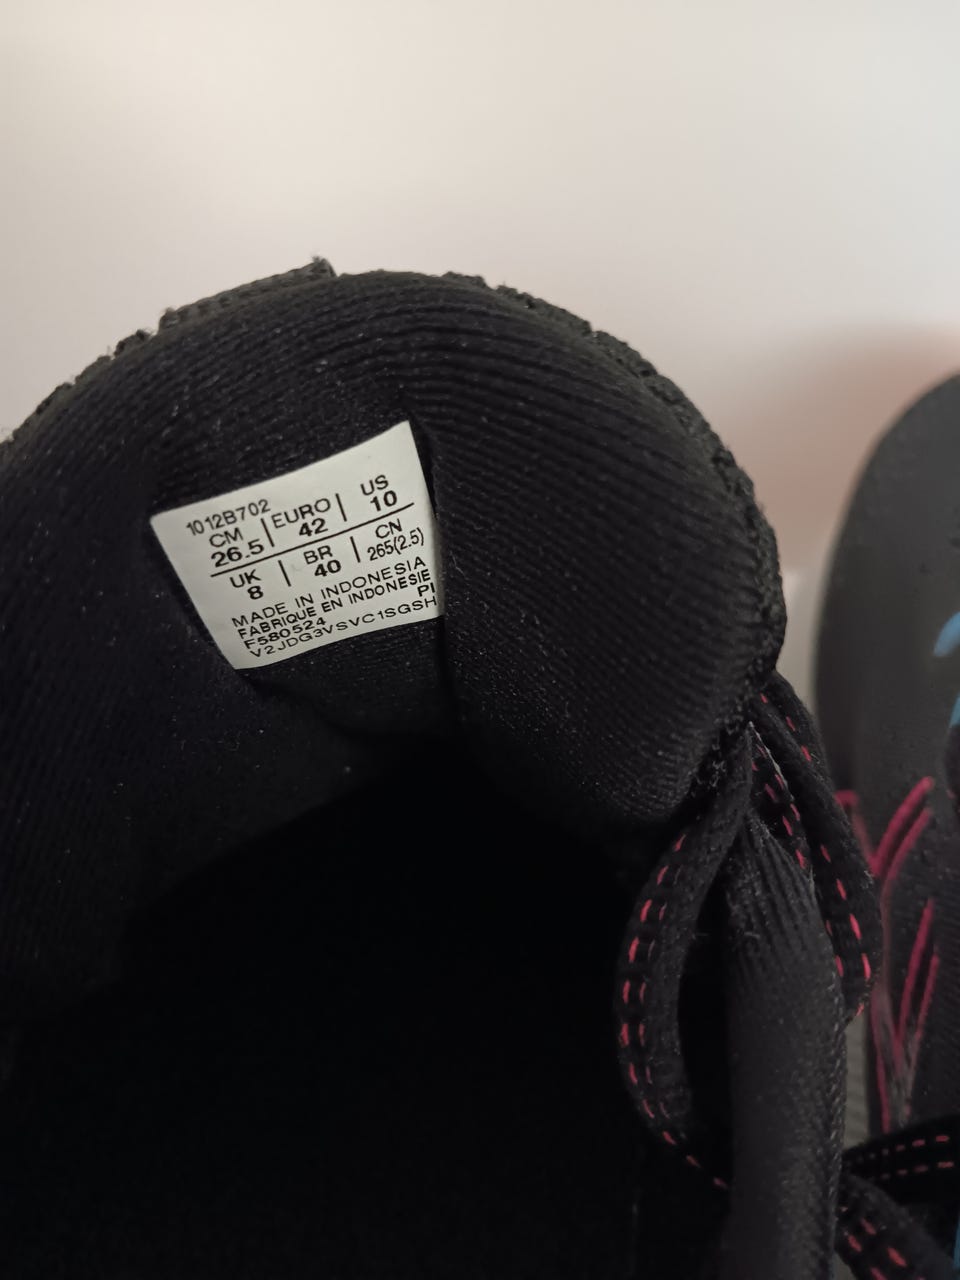 1012B702
CM EURO US
26.5 42 10
UK BR CN
8 40 265(2.5)
MADE IN INDONESIA
FABRIQUE EN INDONESIE
F580524 PI
V2JDG3VSVC1SGSH